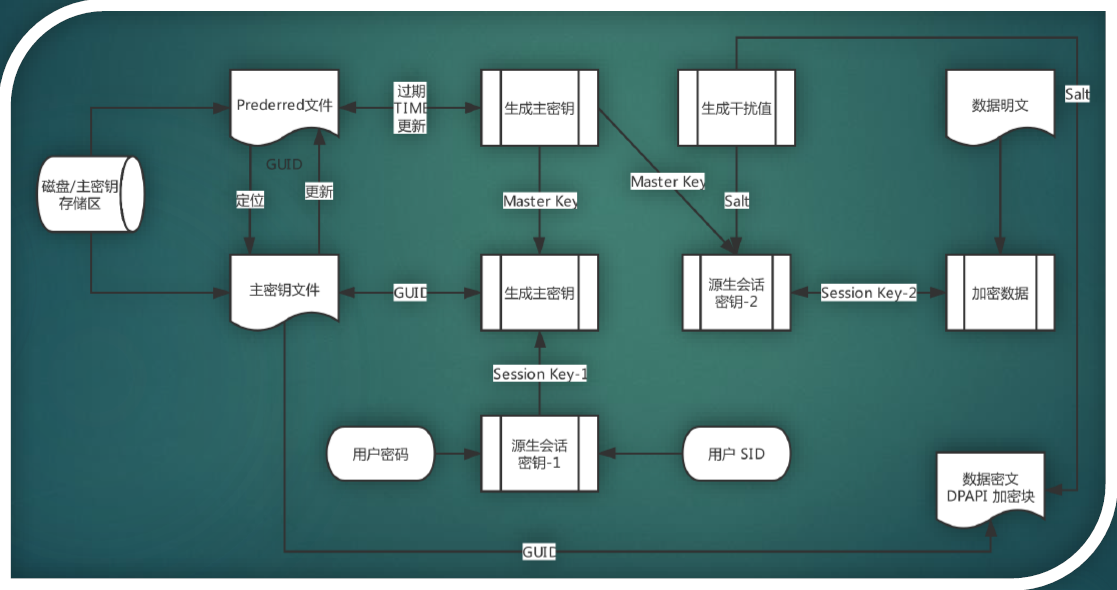 Prederred文件
过期
TIME
更新
生成主密钥
生成干扰值
数据明文
Salt
GUID
磁盘/主密钥
存储区
定位
更新
Master Key
Master Key
Salt
主密钥文件
GUID
生成主密钥
源生会话
密钥-2
Session Key-2
加密数据
Session Key-1
用户密码
源生会话
密钥-1
用户 SID
数据密文
DPAPI 加密块
GUID